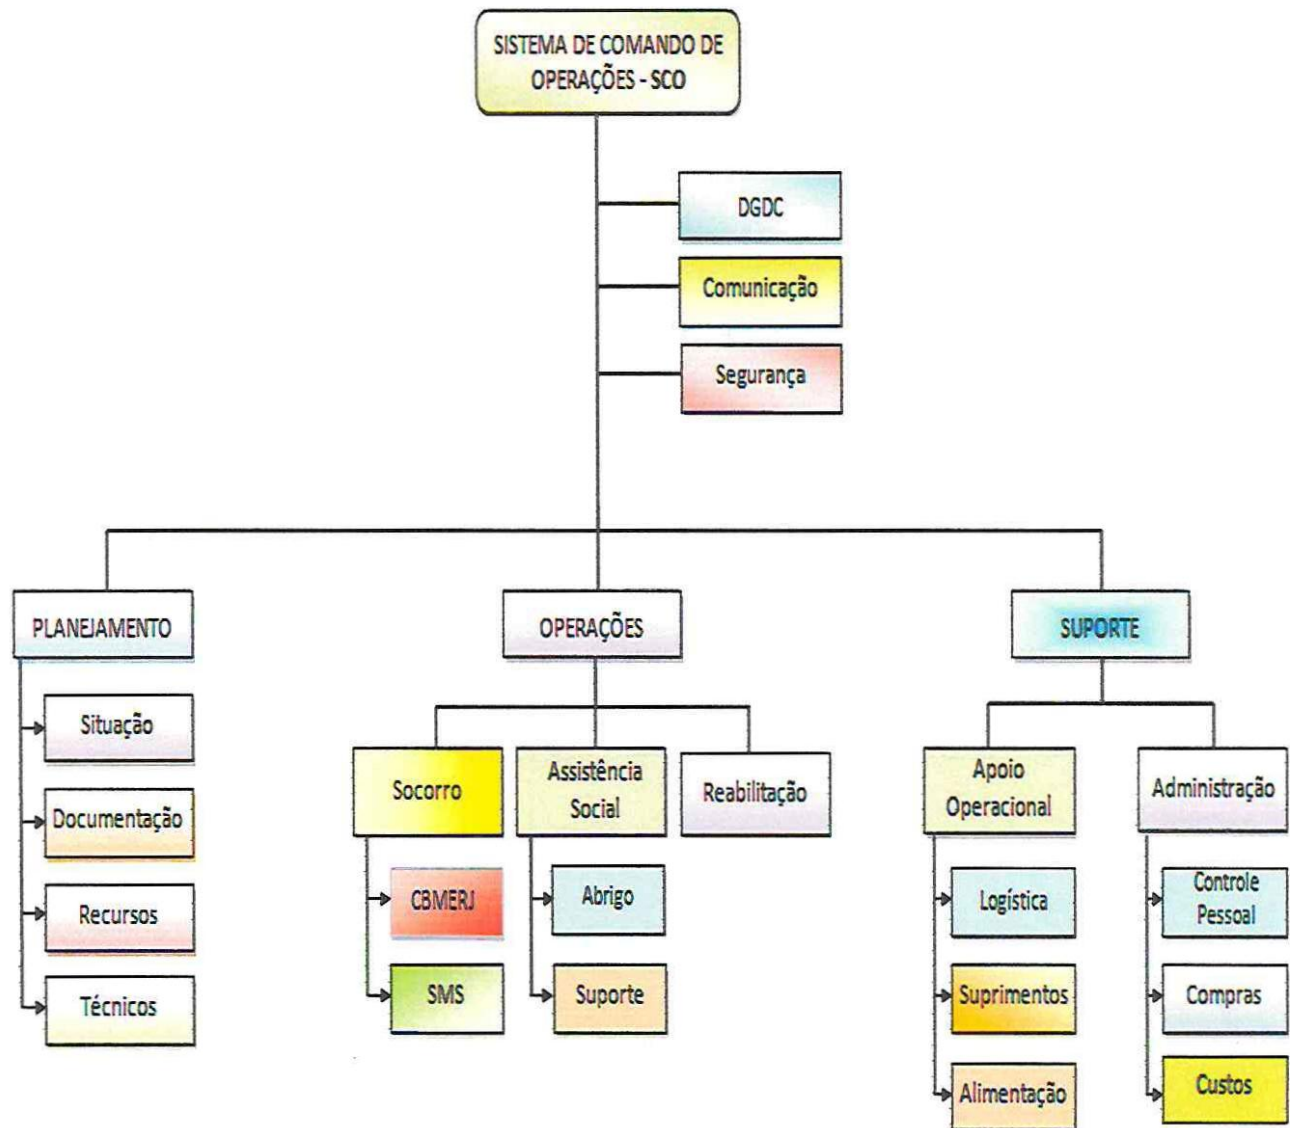 SISTEMA DE COMANDO DE
OPERAÇÕES - SCO
DGDC
Comunicação
Segurança
PLANEJAMENTO
Situação
Documentação
Recursos
Técnicos
OPERAÇÕES
Socorro
CBMERJ
SMS
Assistência
Social
Abrigo
Suporte
Reabilitação
SUPORTE
Apoio
Operacional
Logística
Suprimentos
Alimentação
Administração
Controle
Pessoal
Compras
Custos